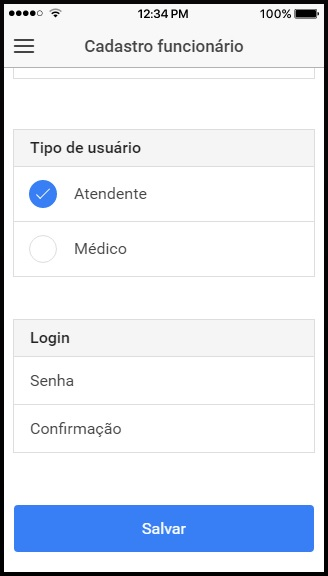 12:34 PM
100%
Cadastro funcionário
Tipo de usuário
Atendente
Médico
Login
Senha
Confirmação
Salvar